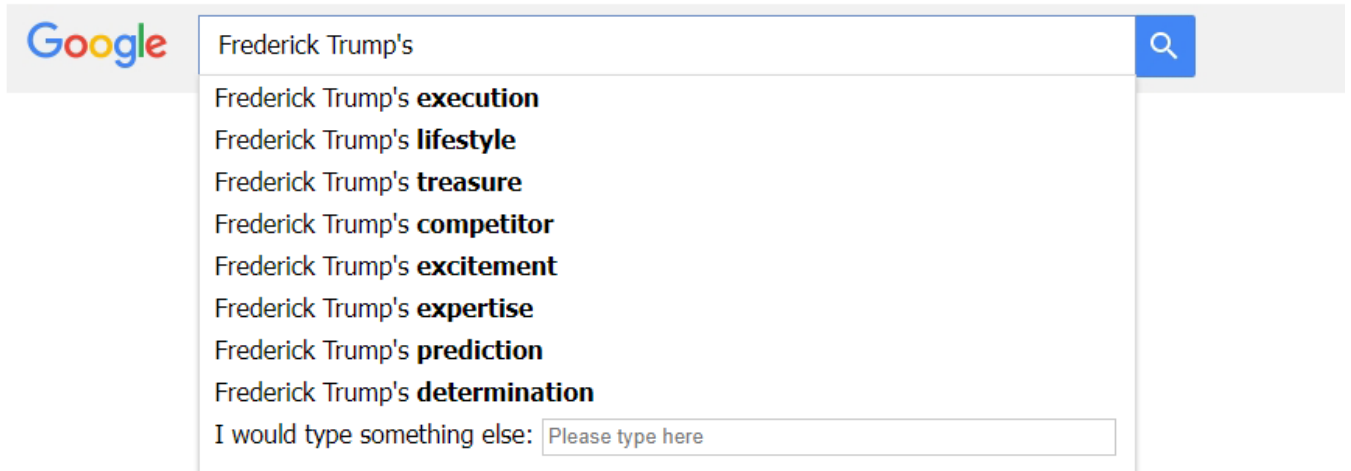 Google Frederick Trump's
Frederick Trump's execution
Frederick Trump's lifestyle
Frederick Trump's treasure
Frederick Trump's competitor
Frederick Trump's excitement
Frederick Trump's expertise
Frederick Trump's prediction
Frederick Trump's determination
I would type something else: Please type here